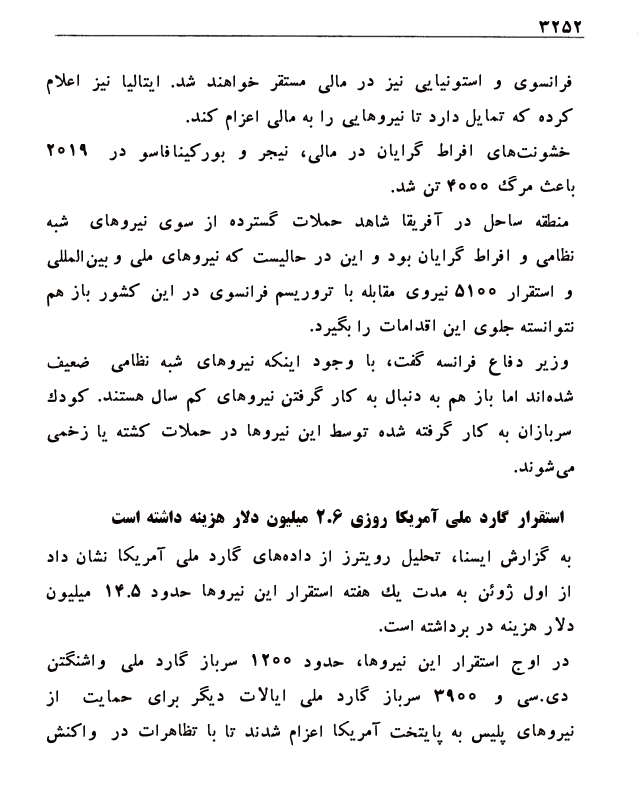 ۳۲۵۲
فرانسوی و استونیایی نیز در مالی مستقر خواهند شد. ایتالیا نیز اعلام
کرده که تمایل دارد تا نیروهایی را به مالی اعزام کند.
خشونت‌های افراط گرایان در مالی، نیجر و بورکینافاسو در ۲۰۱۹
باعث مرگ ۴۰۰۰ تن شد.
منطقه ساحل در آفریقا شاهد حملات گسترده از سوی نیروهای شبه
نظامی و افراط گرایان بود و این در حالیست که نیروهای ملی و بین‌المللی
و استقرار ۵۱۰۰ نیروی مقابله با تروریسم فرانسوی در این کشور باز هم
نتوانسته جلوی این اقدامات را بگیرد.
وزیر دفاع فرانسه گفت، با وجود اینکه نیروهای شبه نظامی ضعیف
شده‌اند اما باز هم به دنبال به کار گرفتن نیروهای کم سال هستند. کودک
سربازان به کار گرفته شده توسط این نیروها در حملات کشته یا زخمی
می‌شوند.
استقرار گارد ملی آمریکا روزی ۲.۶ میلیون دلار هزینه داشته است
به گزارش ایسنا، تحلیل رویترز از داده‌های گارد ملی آمریکا نشان داد
از اول ژوئن به مدت یك هفته استقرار این نیروها حدود ۱۴.۵ میلیون
دلار هزینه در برداشته است.
در اوج استقرار این نیروها، حدود ۱۲۰۰ سرباز گارد ملی واشنگتن
دی.سی و ۳۹۰۰ سرباز گارد ملی ایالات دیگر برای حمایت از
نیروهای پلیس به پایتخت آمریکا اعزام شدند تا با تظاهرات در واکنش